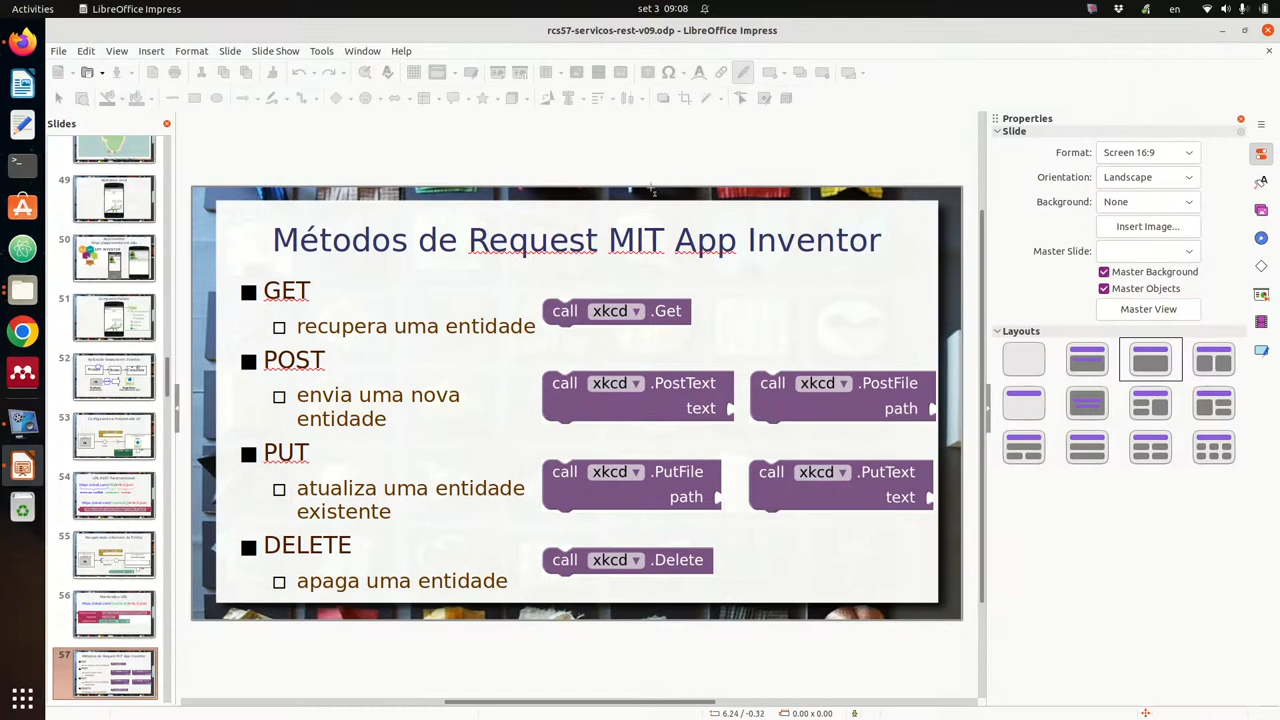 Activities LibreOffice Impress set 3 09:08 en
rcs57-servicos-rest-v09.odp - LibreOffice Impress
File Edit View Insert Format Slide Slide Show Tools Window Help
Slides
49
50
51
52
53
54
55
56
57
Métodos de Request MIT App Inventor
GET
recupera uma entidade
call xkcd .Get
POST
envia uma nova
entidade
call xkcd .PostText
text
call xkcd .PostFile
path
PUT
atualiza uma entidade
existente
call xkcd .PutFile
path
call xkcd .PutText
text
DELETE
apaga uma entidade
call xkcd .Delete
Properties
Slide
Format: Screen 16:9
Orientation: Landscape
Background: None
Insert Image...
Master Slide:
Master Background
Master Objects
Master View
Layouts
6.24 / -0.32 0.00 x 0.00